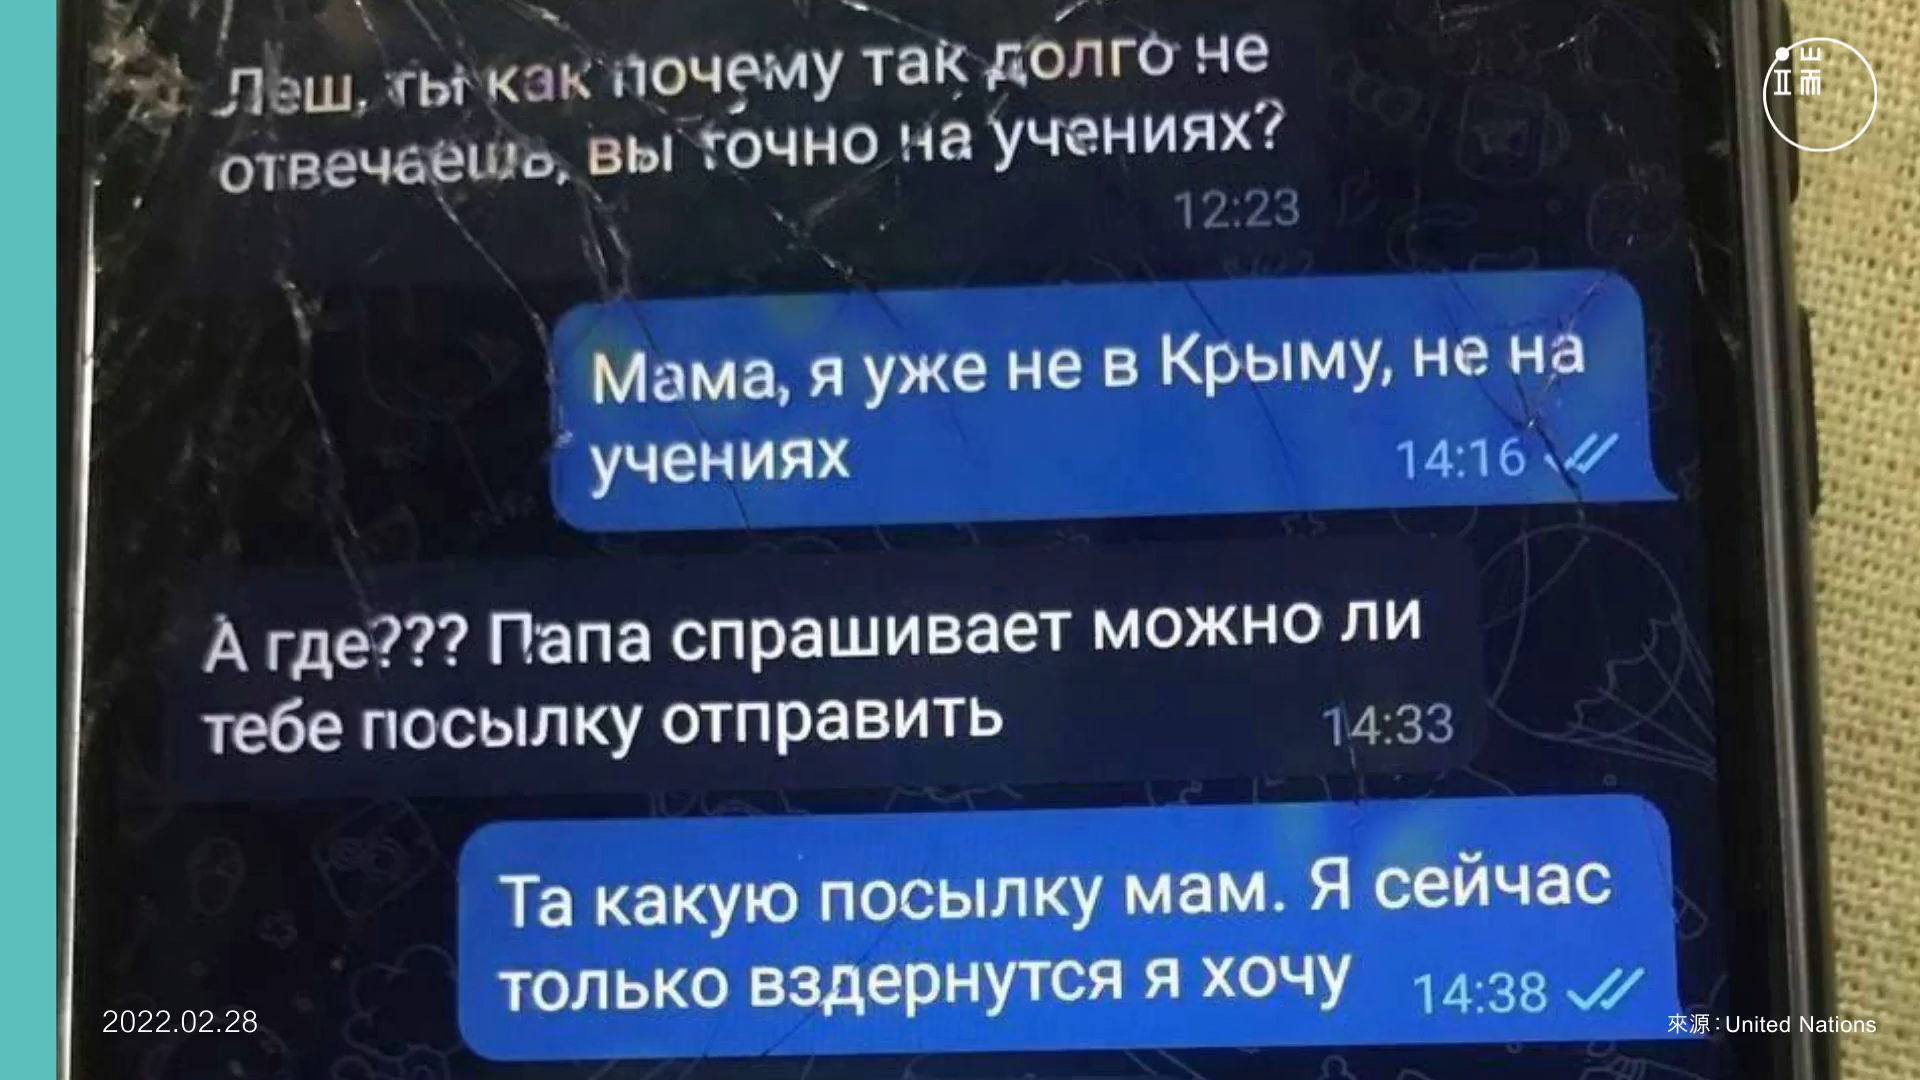 端
Леш, ты как почему так долго не
отвечаешь, вы точно на учениях?
12:23
Мама, я уже не в Крыму, не на
учениях
14:16
А где??? Папа спрашивает можно ли
тебе посылку отправить
14:33
Та какую посылку мам. Я сейчас
только вздернутся я хочу
14:38
2022.02.28
來源：United Nations